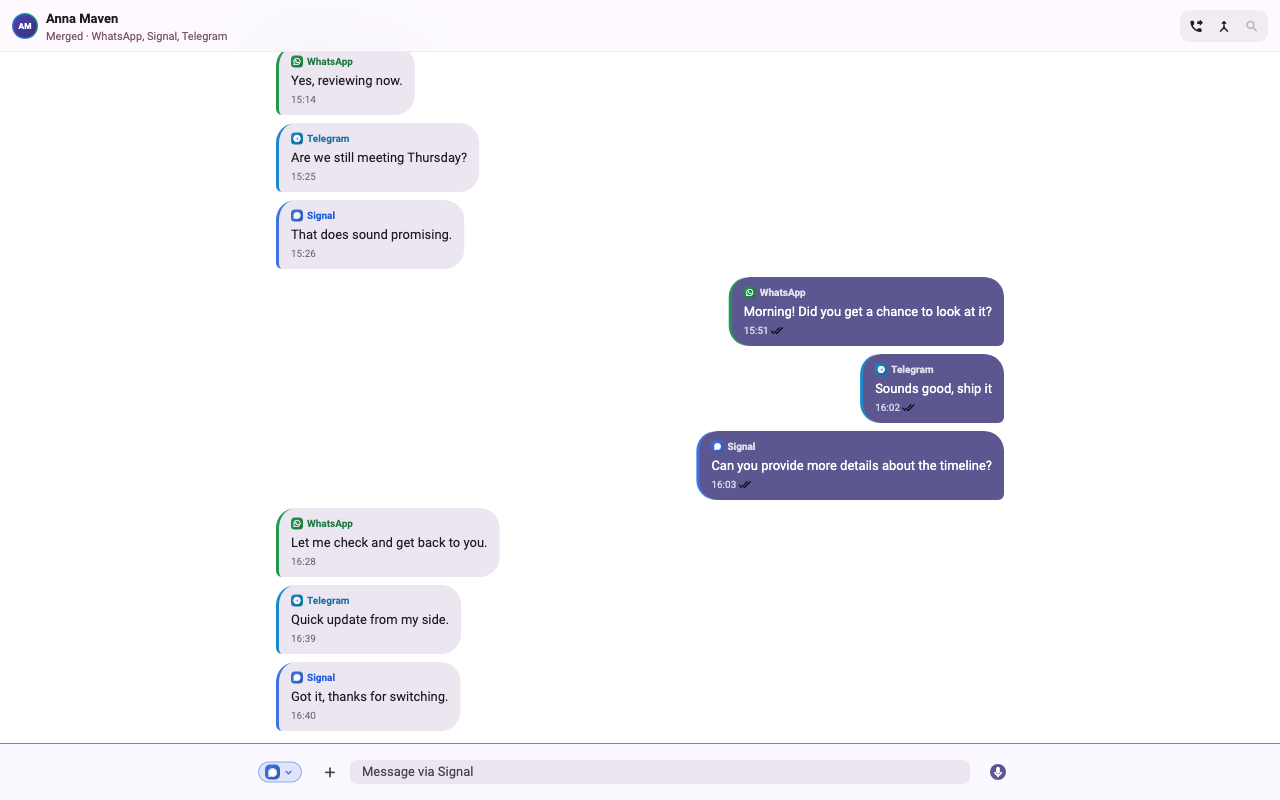 AM
Anna Maven
Merged · WhatsApp, Signal, Telegram
WhatsApp
Yes, reviewing now.
15:14
Telegram
Are we still meeting Thursday?
15:25
Signal
That does sound promising.
15:26
WhatsApp
Morning! Did you get a chance to look at it?
15:51
Telegram
Sounds good, ship it
16:02
Signal
Can you provide more details about the timeline?
16:03
WhatsApp
Let me check and get back to you.
16:28
Telegram
Quick update from my side.
16:39
Signal
Got it, thanks for switching.
16:40
Message via Signal